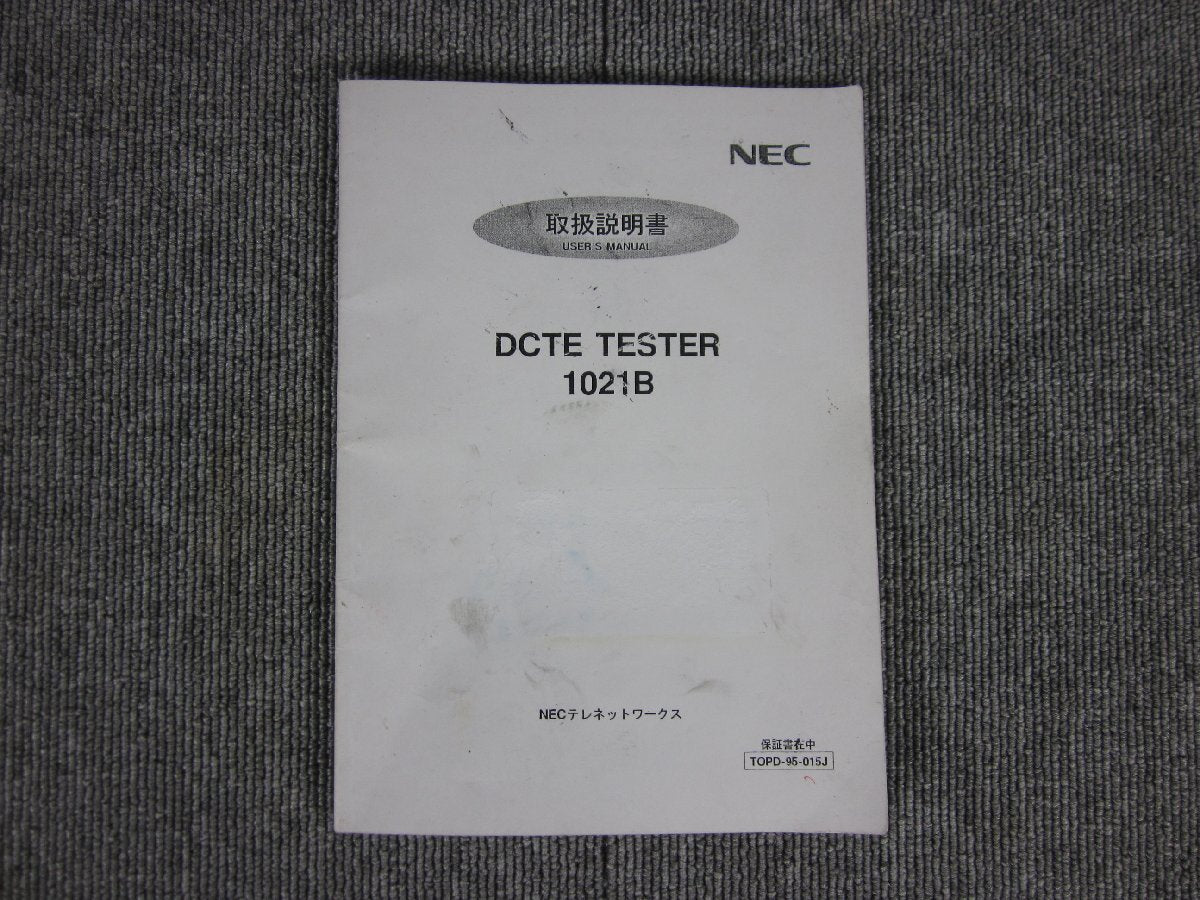 NEC
取扱説明書
USER'S MANUAL
DCTE TESTER
1021B
NECテレネットワークス
保証書在中
TOPD-95-015J